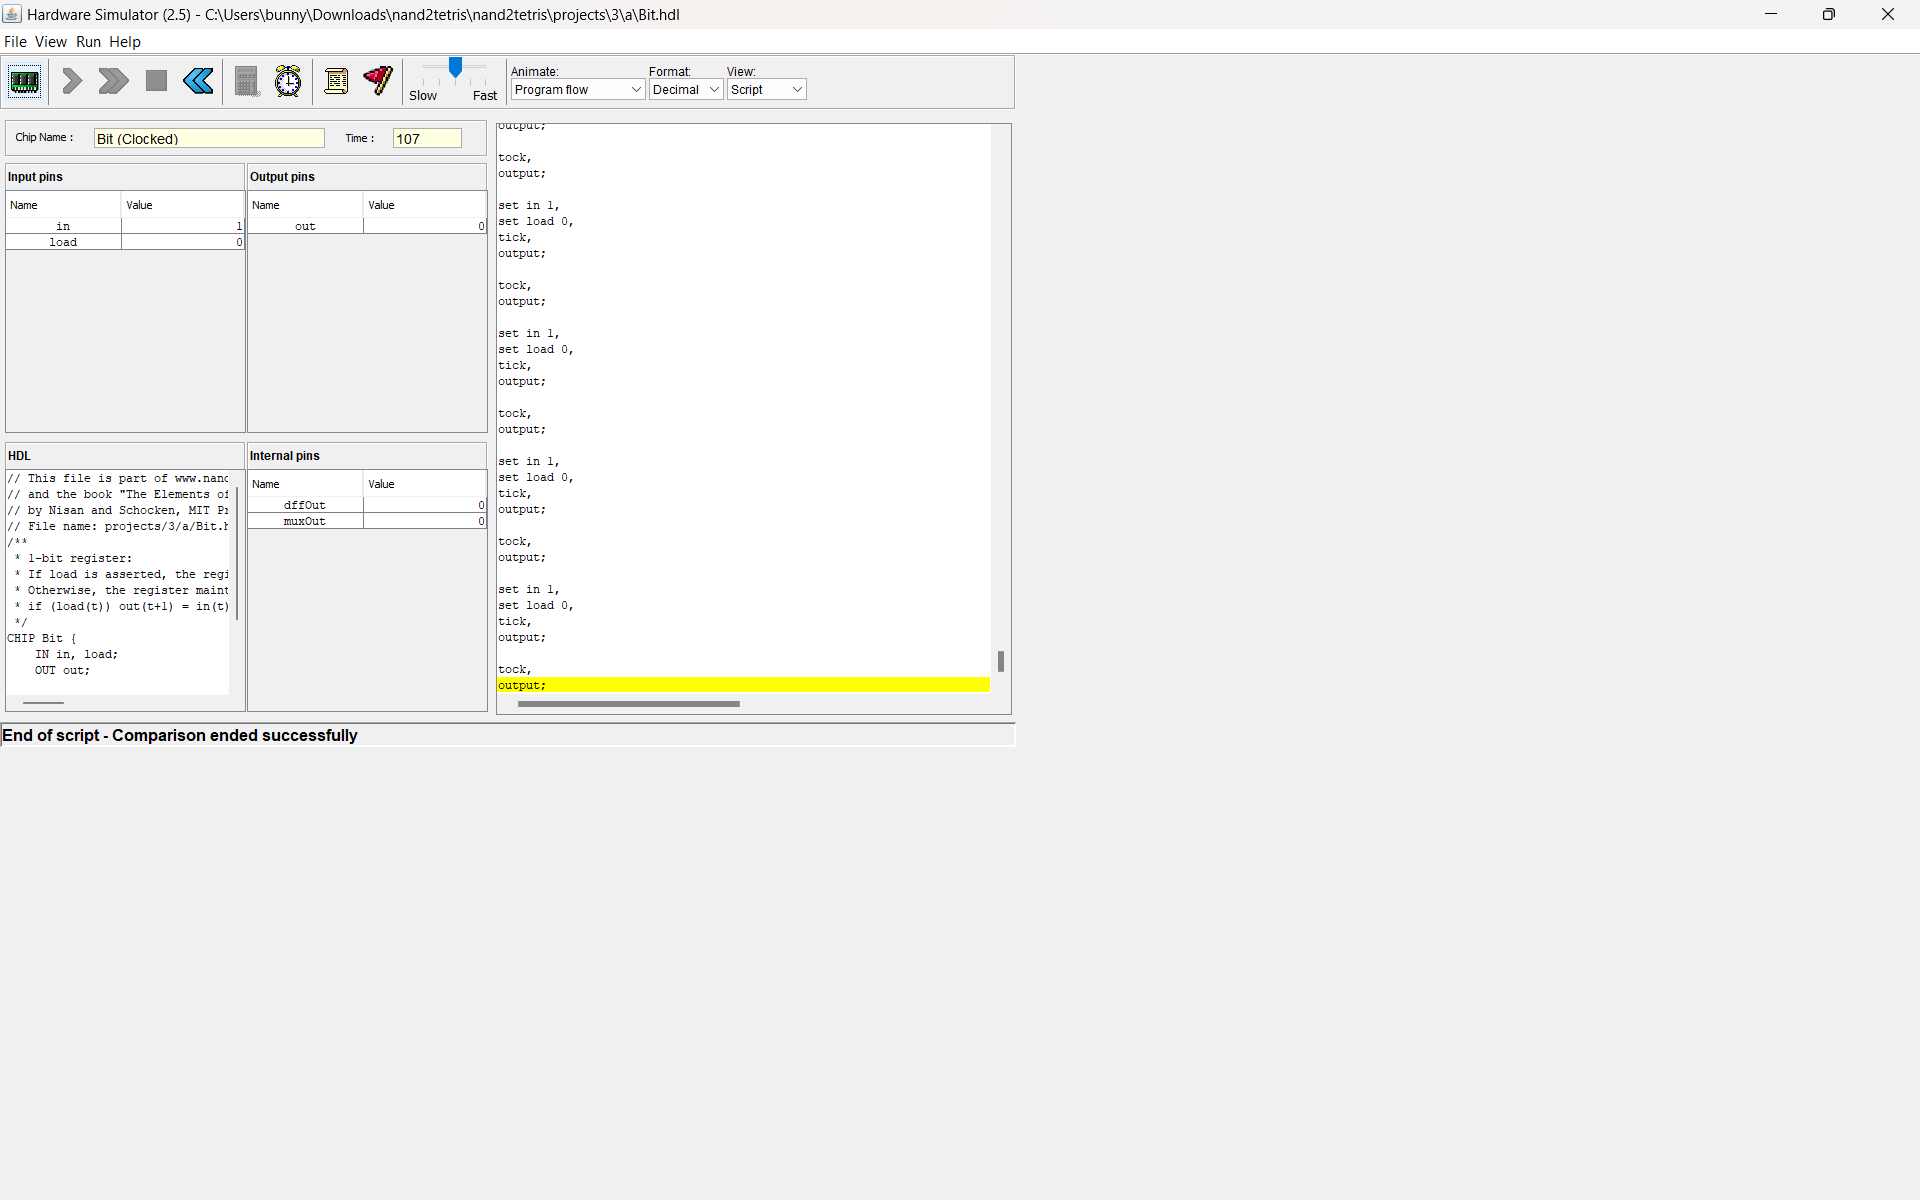 Hardware Simulator (2.5) - C:\Users\bunny\Downloads\nand2tetris\nand2tetris\projects\3\a\Bit.hdl
File View Run Help
Slow Fast
Animate: Format: View:
Program flow Decimal Script
Chip Name : Bit (Clocked) Time : 107
Input pins
Name Value
in 1
load 0
Output pins
Name Value
out 0
HDL
// This file is part of
// and the book "The Elements of
// by Nisan and Schocken, MIT
// File name: projects/3/a/Bit.
/**
* 1-bit register:
* If load is asserted, the
* Otherwise, the register
* if (load(t)) out(t+1) = in(t)
*/
CHIP Bit {
IN in, load;
OUT out;
Internal pins
Name Value
dffOut 0
muxOut 0
output;
tock,
output;
set in 1,
set load 0,
tick,
output;
tock,
output;
set in 1,
set load 0,
tick,
output;
tock,
output;
set in 1,
set load 0,
tick,
output;
tock,
output;
set in 1,
set load 0,
tick,
output;
tock,
output;
End of script - Comparison ended successfully